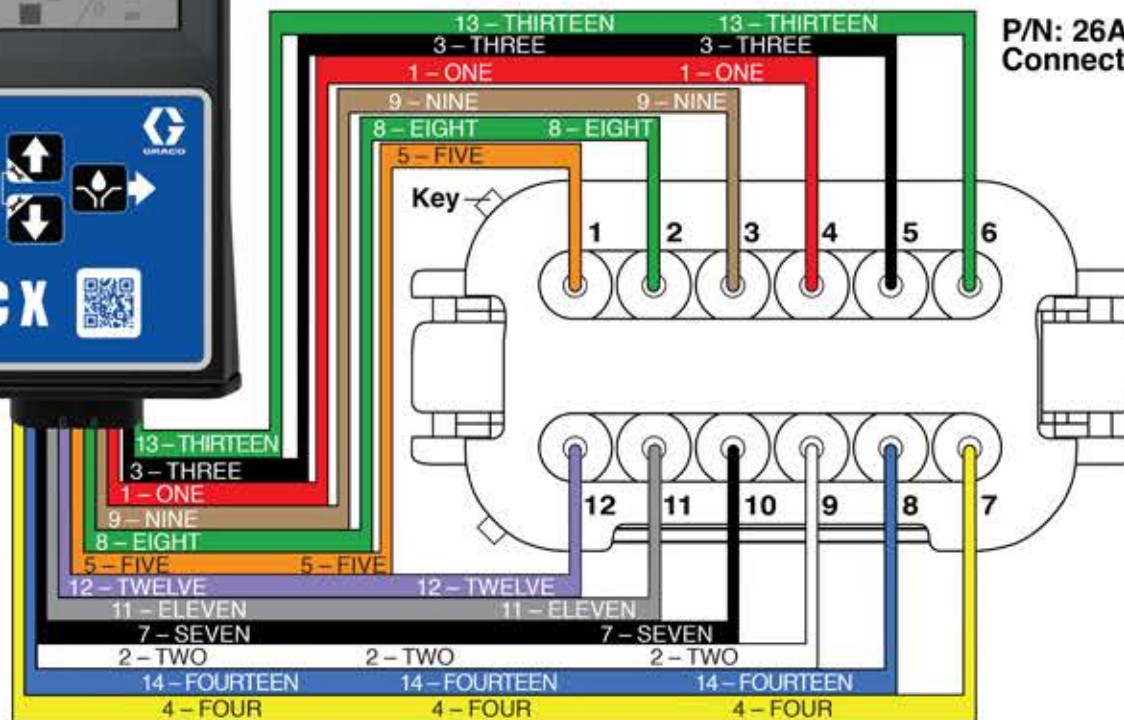 13 – THIRTEEN 13 – THIRTEEN
3 – THREE 3 – THREE
1 – ONE 1 – ONE
9 – NINE 9 – NINE
8 – EIGHT 8 – EIGHT
5 – FIVE
P/N: 26A
Connect
GRACO
Key
1 2 3 4 5 6
C X
12 11 10 9 8 7
13 – THIRTEEN
3 – THREE
1 – ONE
9 – NINE
8 – EIGHT
5 – FIVE 5 – FIVE
12 – TWELVE 12 – TWELVE
11 – ELEVEN 11 – ELEVEN
7 – SEVEN 7 – SEVEN
2 – TWO 2 – TWO 2 – TWO
14 – FOURTEEN 14 – FOURTEEN 14 – FOURTEEN
4 – FOUR 4 – FOUR 4 – FOUR